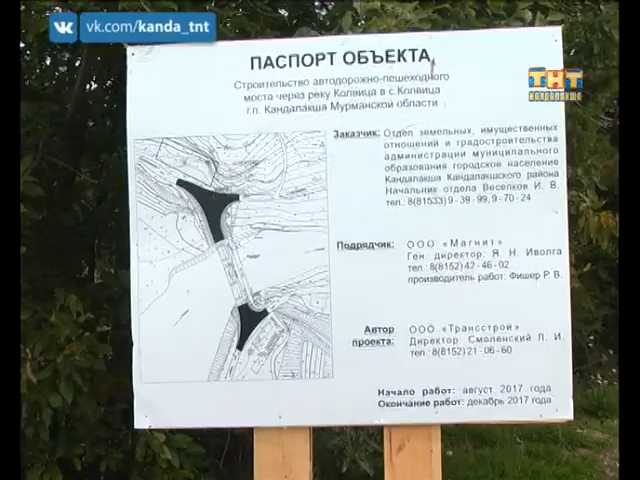 vk.com/kanda_tnt
ТНТ
ПАСПОРТ ОБЪЕКТА
Строительство автодорожно-пешеходного
моста через реку Колвица в с.Колвица
г.п. Кандалакша Мурманской области
Заказчик: Отдел земельных, имущественных
отношений и градостроительства
администрации муниципального
образования городское население
Кандалакша Кандалакшского района
Начальник отдела Веселков И. В.
тел.: 8(81533) 9-39-99, 9-70-24
Подрядчик: ООО «Магнит»
Ген. директор: Я. Н. Иволга
тел.: 8(8152) 42-46-02
производитель работ: Фишер Р. В.
Автор проекта: ООО «Трансстрой»
Директор: Смоленский Л. И.
тел.: 8(8152) 21-06-60
Начало работ: август 2017 года
Окончание работ: декабрь 2017 года